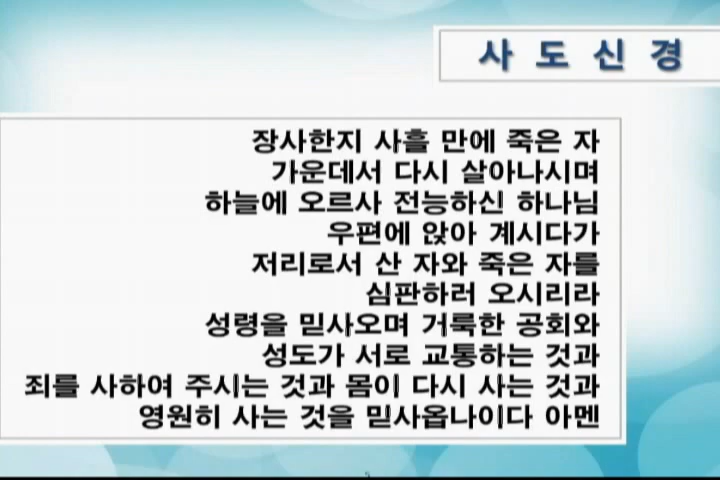 사 도 신 경
장사한지 사흘 만에 죽은 자
가운데서 다시 살아나시며
하늘에 오르사 전능하신 하나님
우편에 앉아 계시다가
저리로서 산 자와 죽은 자를
심판하러 오시리라
성령을 믿사오며 거룩한 공회와
성도가 서로 교통하는 것과
죄를 사하여 주시는 것과 몸이 다시 사는 것과
영원히 사는 것을 믿사옵나이다 아멘